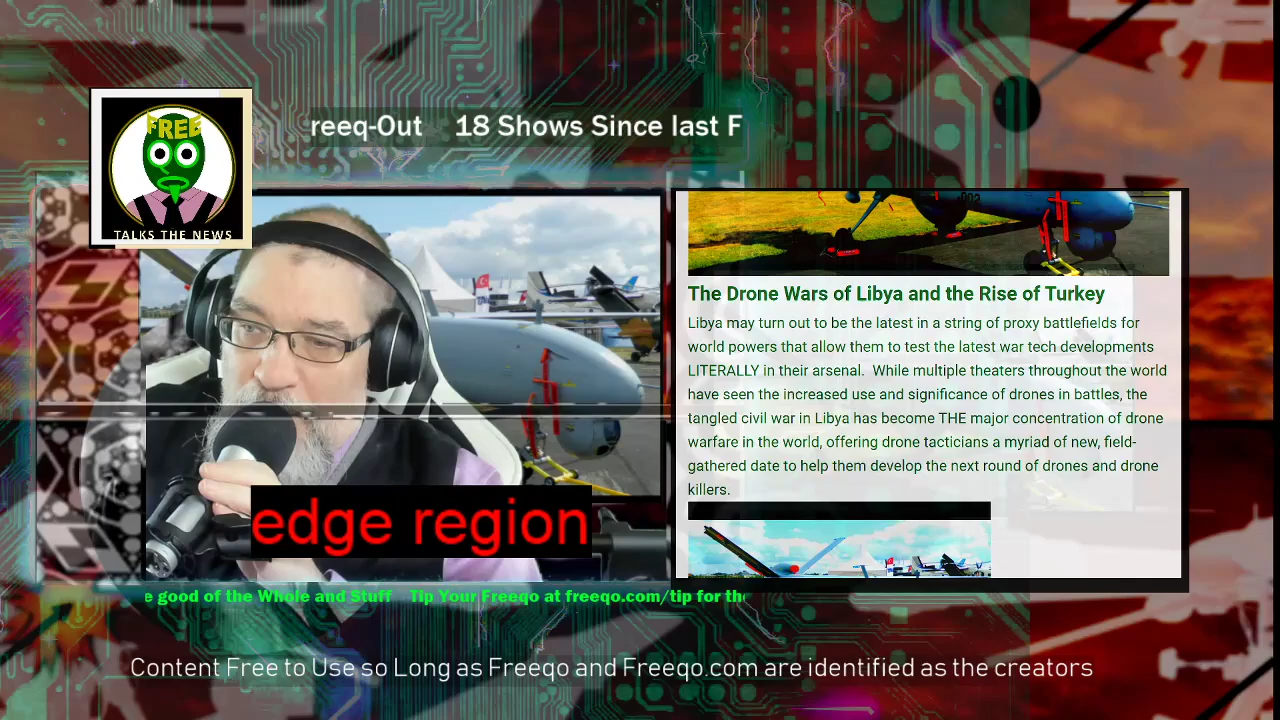 FREE
TALKS THE NEWS
reeq-Out 18 Shows Since last F
The Drone Wars of Libya and the Rise of Turkey
Libya may turn out to be the latest in a string of proxy battlefields for
world powers that allow them to test the latest war tech developments
LITERALLY in their arsenal. While multiple theaters throughout the world
have seen the increased use and significance of drones in battles, the
tangled civil war in Libya has become THE major concentration of drone
warfare in the world, offering drone tacticians a myriad of new, field-
gathered date to help them develop the next round of drones and drone
killers.
edge region
e good of the Whole and Stuff Tip Your Freeqo at freeqo.com/tip for the
Content Free to Use so Long as Freeqo and Freeqo.com are identified as the creators